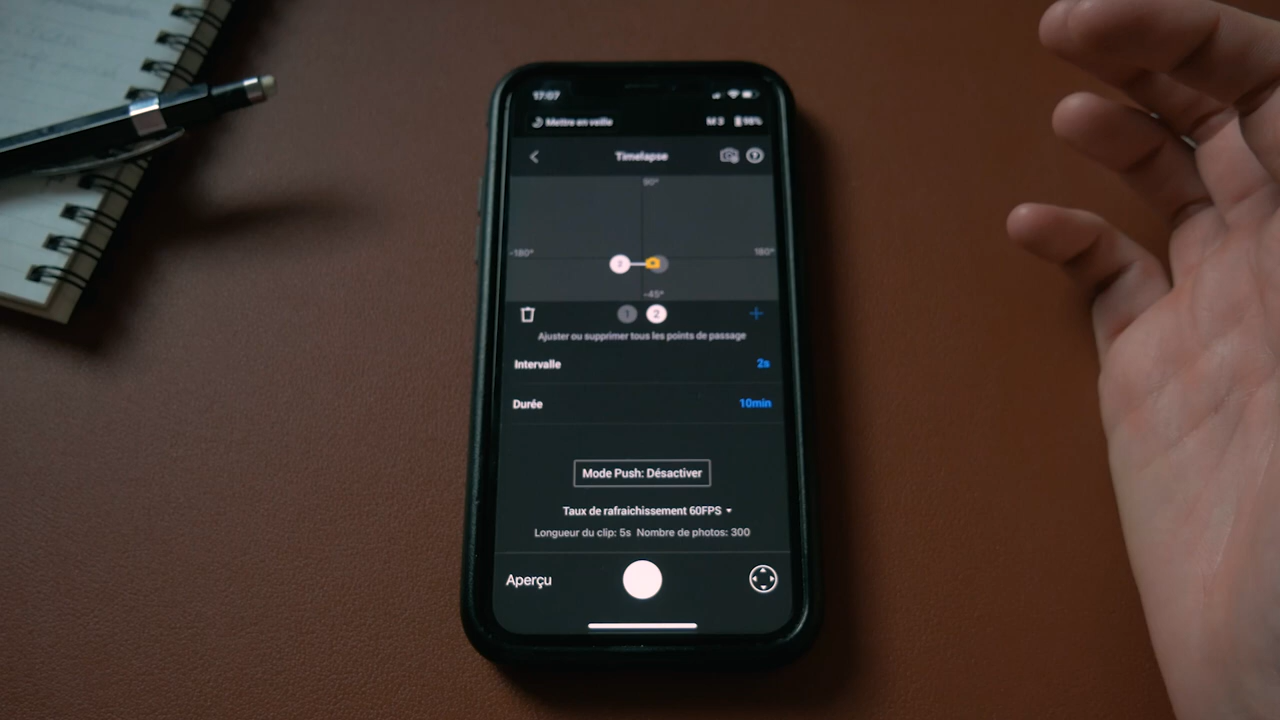 17:07
Mettre en veille M 3 98%
Timelapse
90°
-180° 180°
2
-45°
1 2
Ajuster ou supprimer tous les points de passage
Intervalle 2s
Durée 10min
Mode Push: Désactiver
Taux de rafraichissement 60FPS
Longueur du clip: 5s Nombre de photos: 300
Aperçu